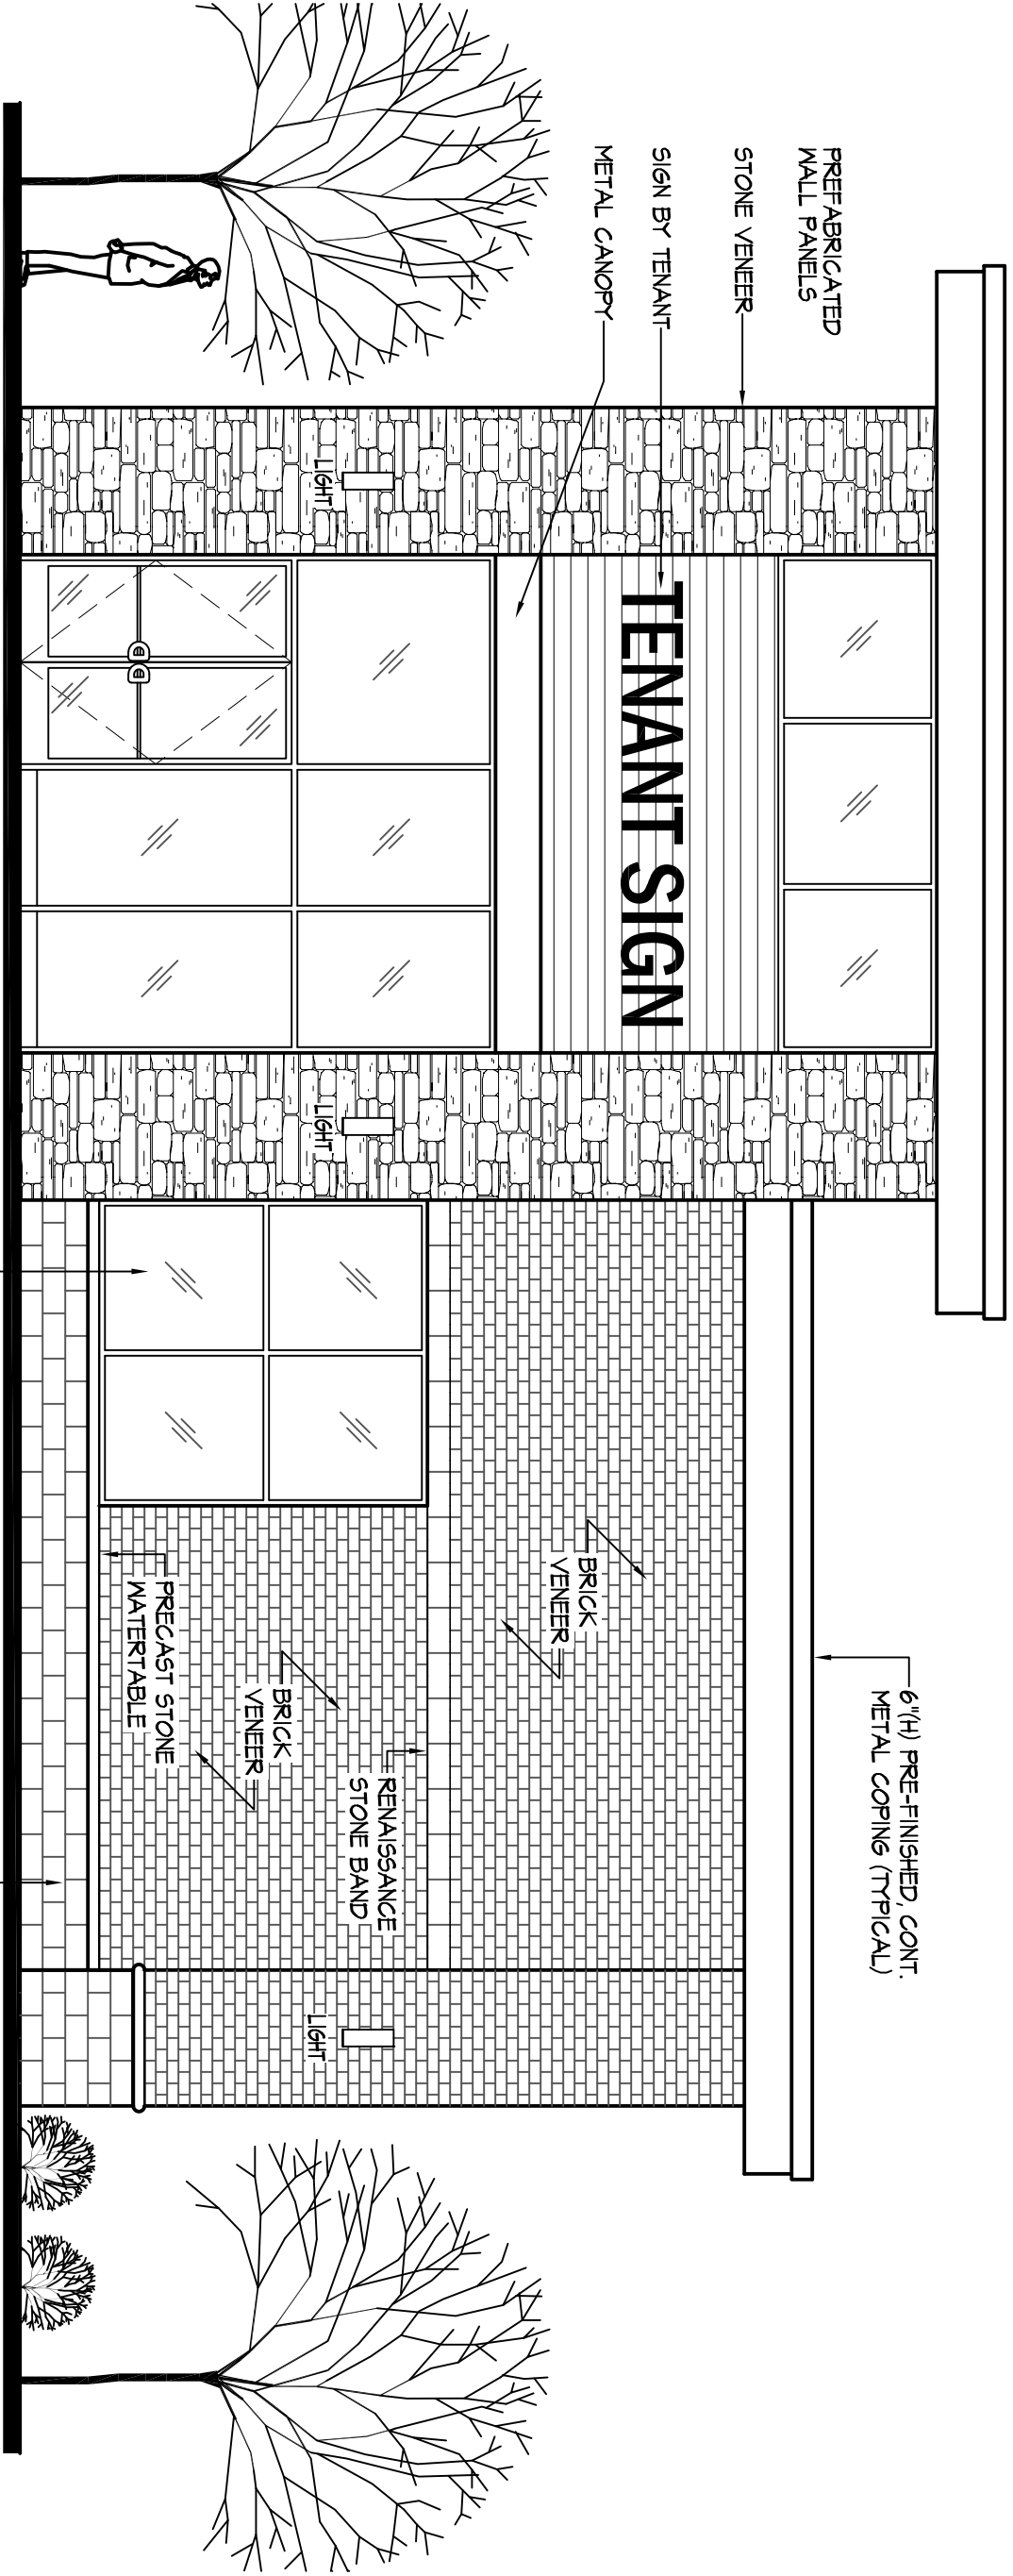 PREFABRICATED
WALL PANELS
STONE VENEER
SIGN BY TENANT
METAL CANOPY
TENANT SIGN
LIGHT
LIGHT
6"(H) PRE-FINISHED, CONT.
METAL COPING (TYPICAL)
BRICK
VENEER
RENAISSANCE
STONE BAND
BRICK
VENEER
PRECAST STONE
WATERTABLE
LIGHT